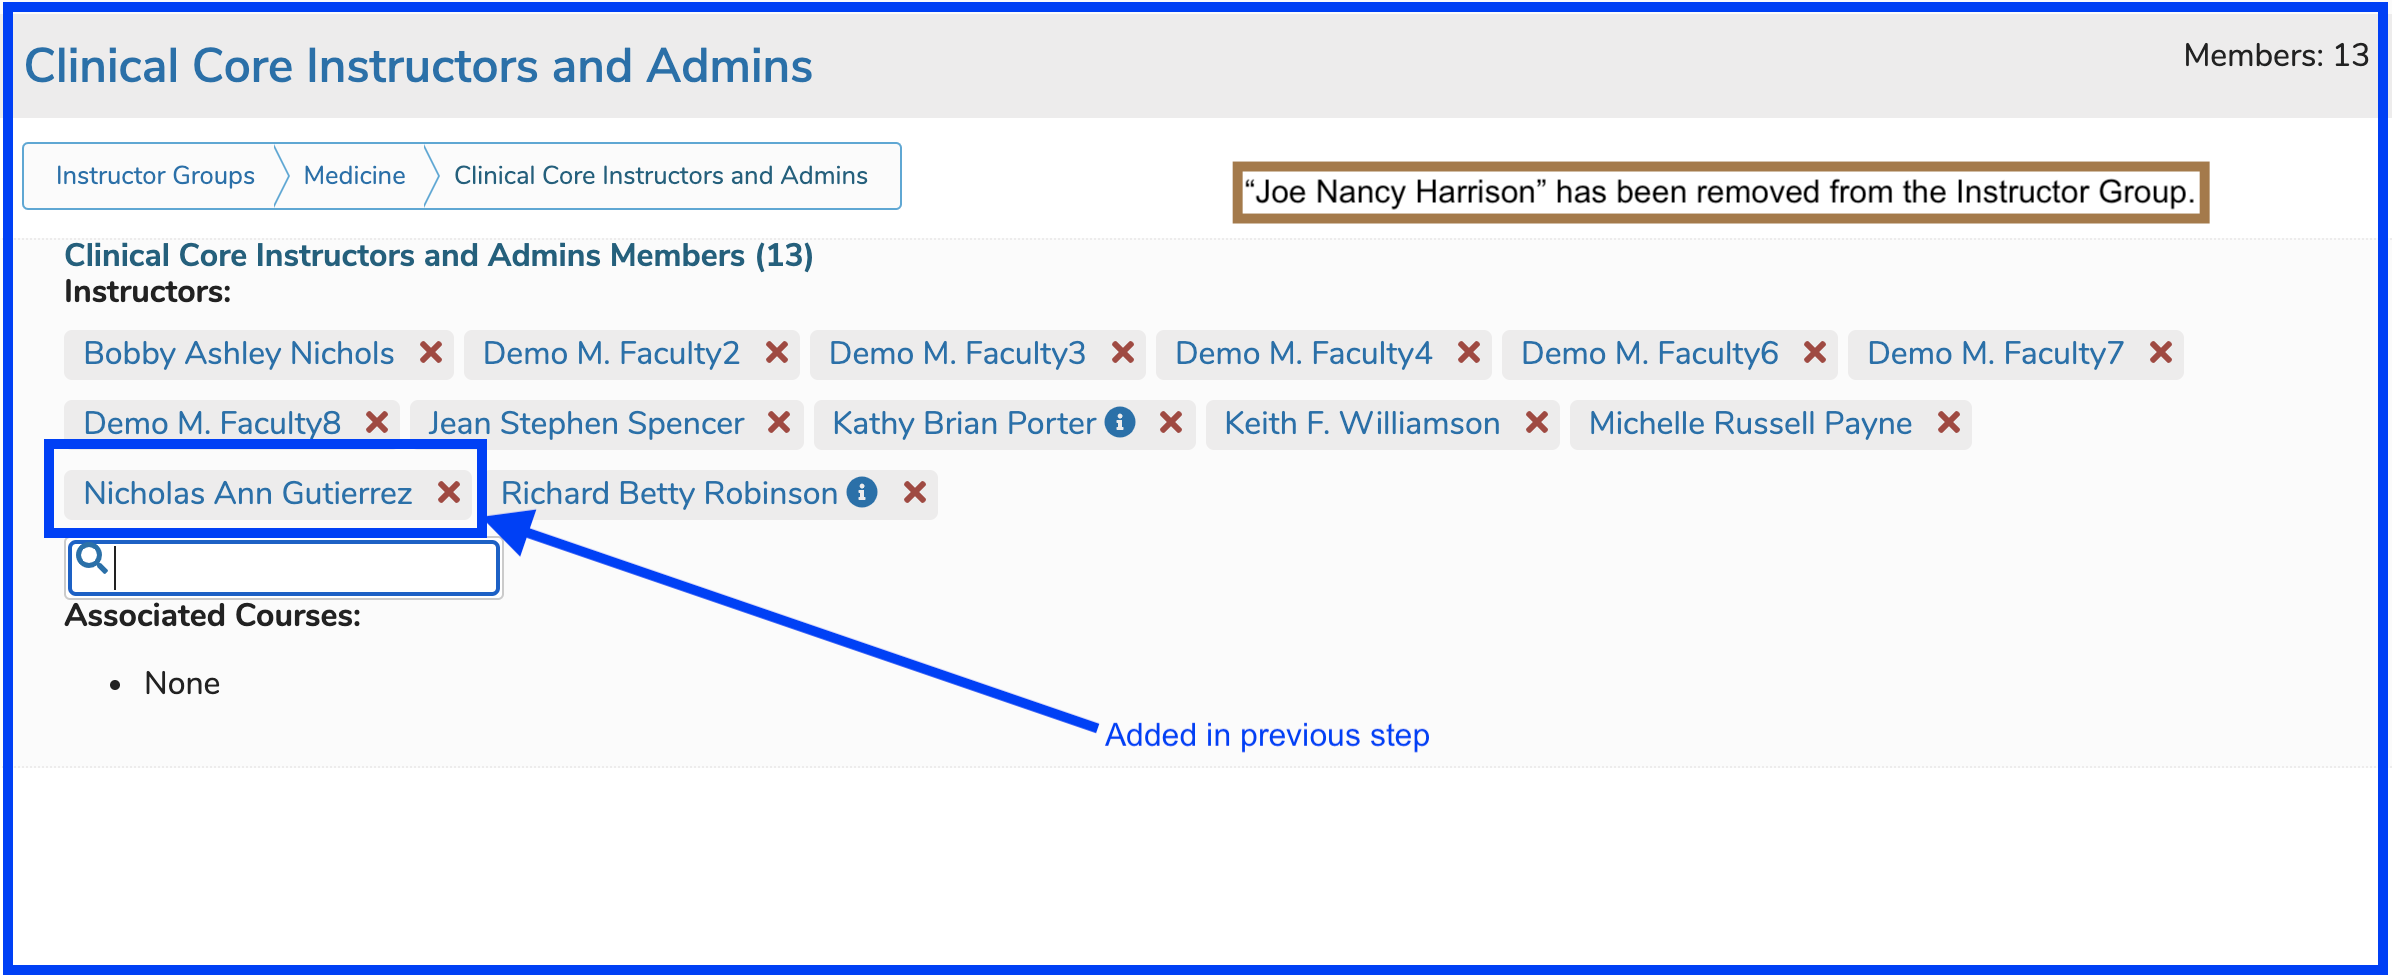 Clinical Core Instructors and Admins
Members: 13
Instructor Groups Medicine Clinical Core Instructors and Admins
“Joe Nancy Harrison” has been removed from the Instructor Group.
Clinical Core Instructors and Admins Members (13)
Instructors:
Bobby Ashley Nichols Demo M. Faculty2 Demo M. Faculty3 Demo M. Faculty4 Demo M. Faculty6 Demo M. Faculty7
Demo M. Faculty8 Jean Stephen Spencer Kathy Brian Porter Keith F. Williamson Michelle Russell Payne
Nicholas Ann Gutierrez Richard Betty Robinson
Associated Courses:
• None
Added in previous step